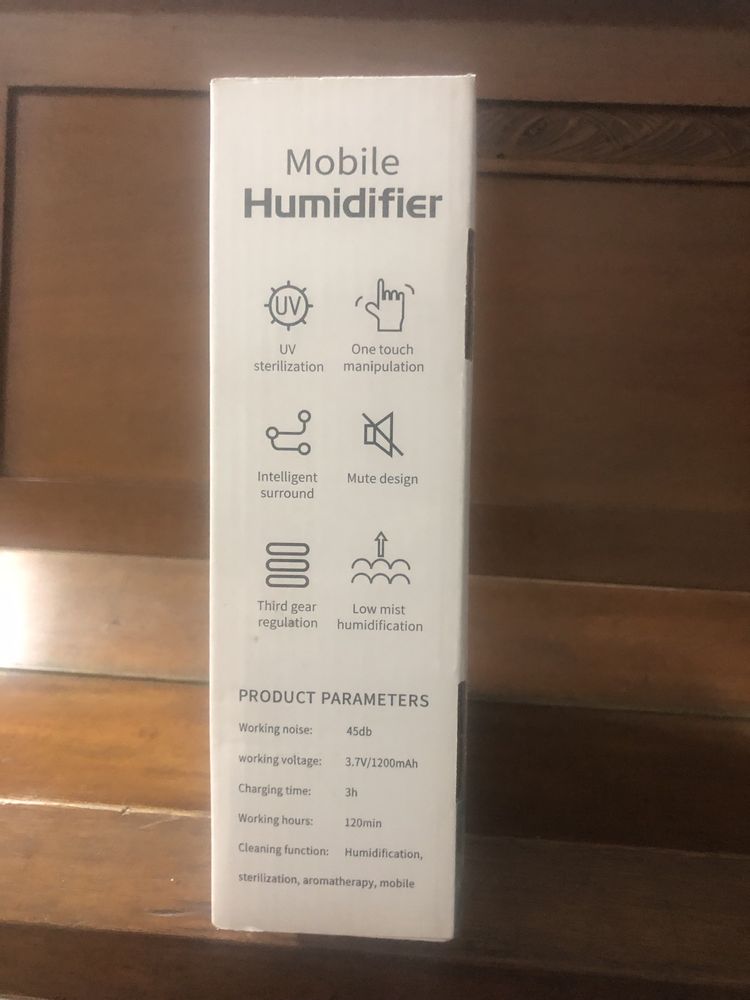 Mobile
Humidifier
UV
UV
sterilization
One touch
manipulation
Intelligent
surround
Mute design
Third gear
regulation
Low mist
humidification
PRODUCT PARAMETERS
Working noise: 45db
working voltage: 3.7V/1200mAh
Charging time: 3h
Working hours: 120min
Cleaning function: Humidification,
sterilization, aromatherapy, mobile